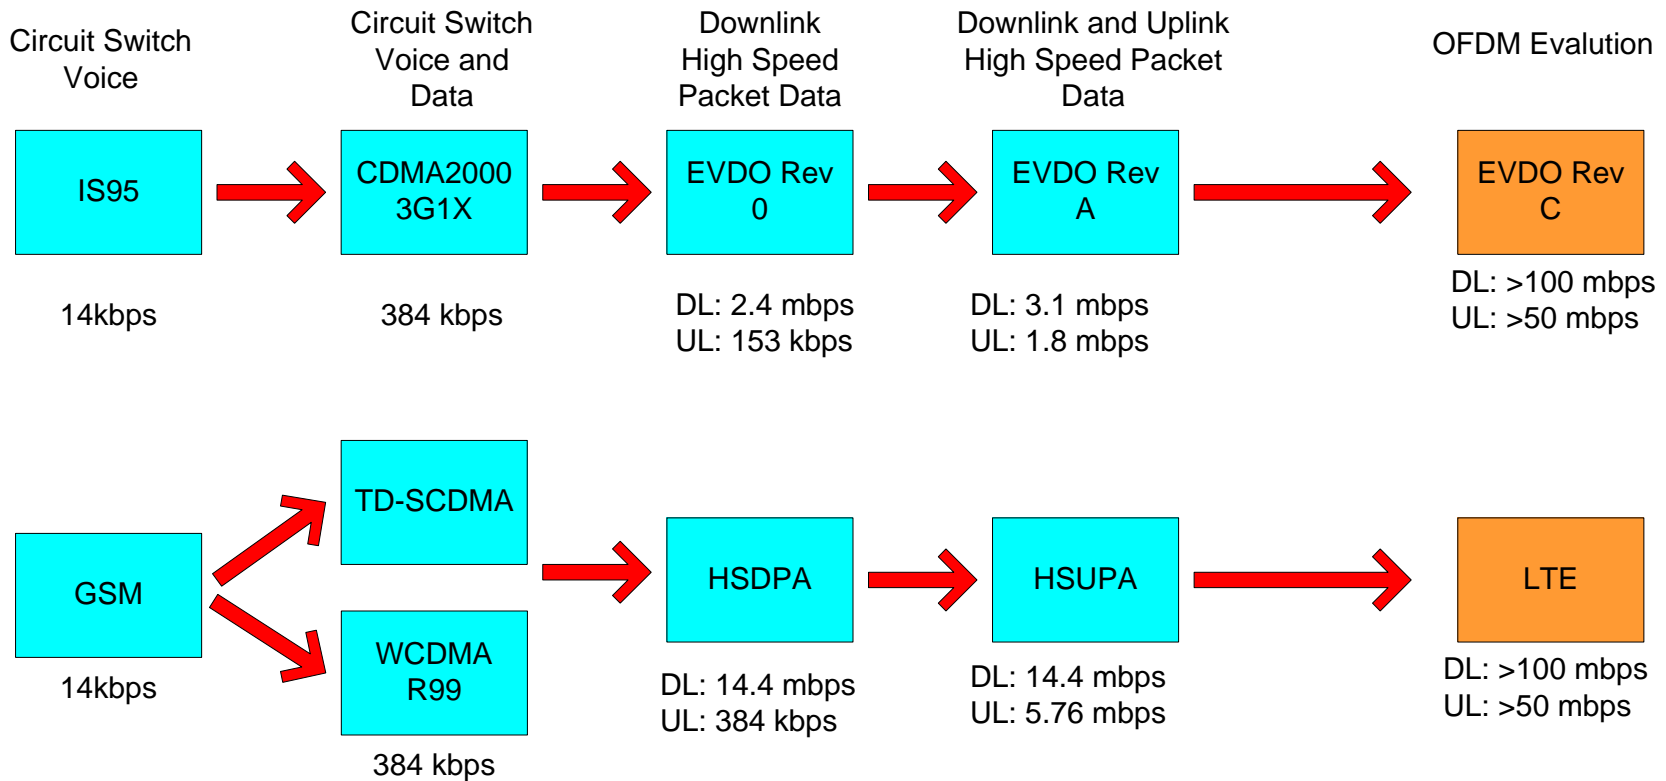 Circuit Switch
Voice
Circuit Switch
Voice and
Data
Downlink
High Speed
Packet Data
Downlink and Uplink
High Speed Packet
Data
OFDM Evalution
IS95
CDMA2000
3G1X
EVDO Rev
0
EVDO Rev
A
EVDO Rev
C
14kbps
384 kbps
DL: 2.4 mbps
UL: 153 kbps
DL: 3.1 mbps
UL: 1.8 mbps
DL: >100 mbps
UL: >50 mbps
GSM
TD-SCDMA
WCDMA
R99
HSDPA
HSUPA
LTE
14kbps
384 kbps
DL: 14.4 mbps
UL: 384 kbps
DL: 14.4 mbps
UL: 5.76 mbps
DL: >100 mbps
UL: >50 mbps